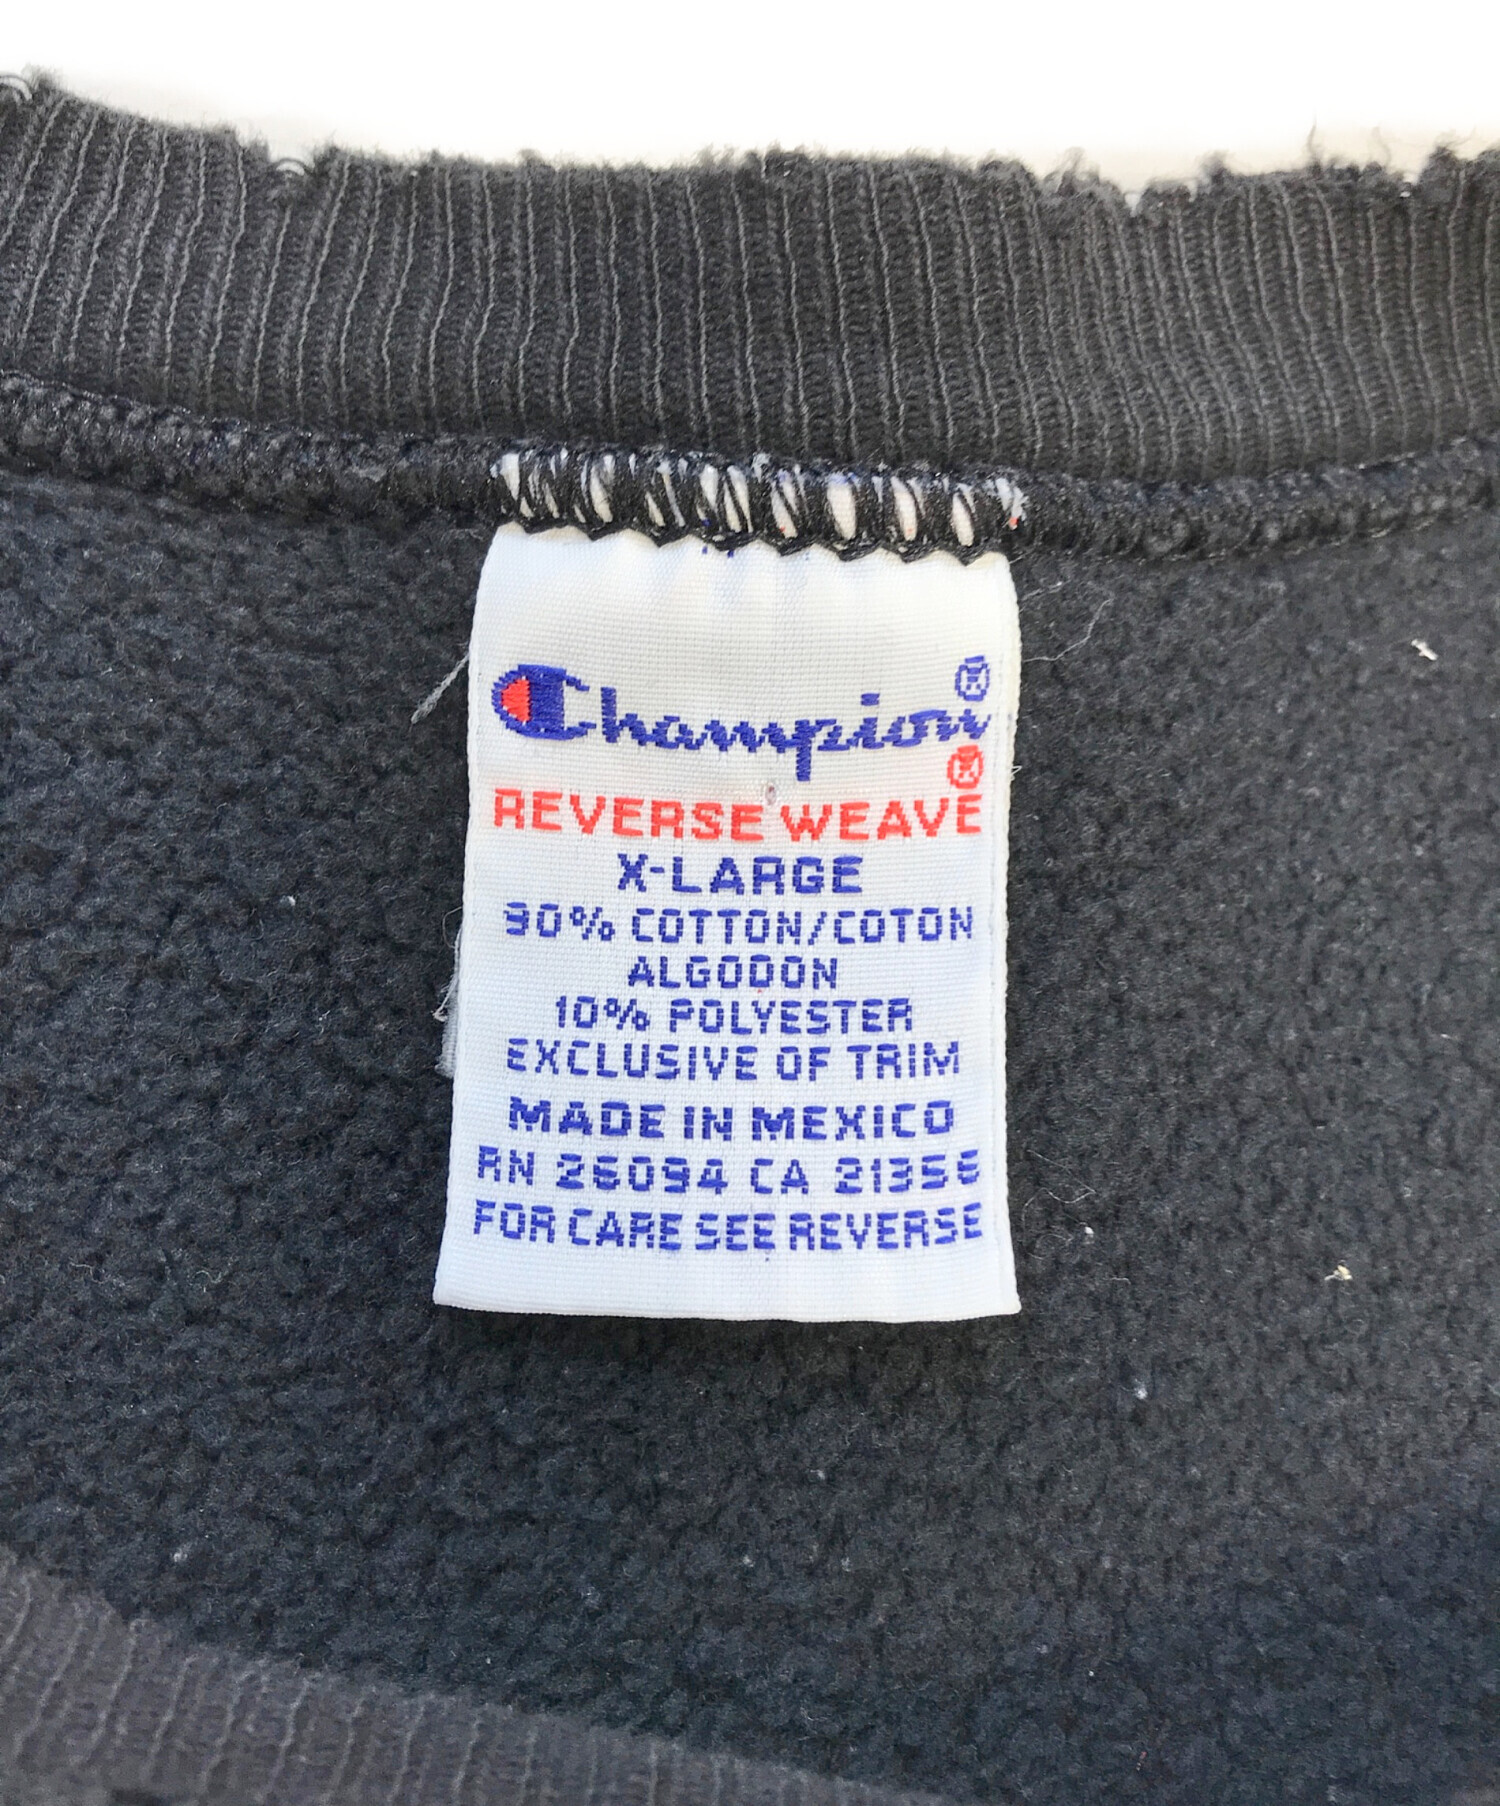 Champion®
®
REVERSE WEAVE
X-LARGE
90% COTTON/COTON
ALGODON
10% POLYESTER
EXCLUSIVE OF TRIM
MADE IN MEXICO
RN 26094 CA 21356
FOR CARE SEE REVERSE